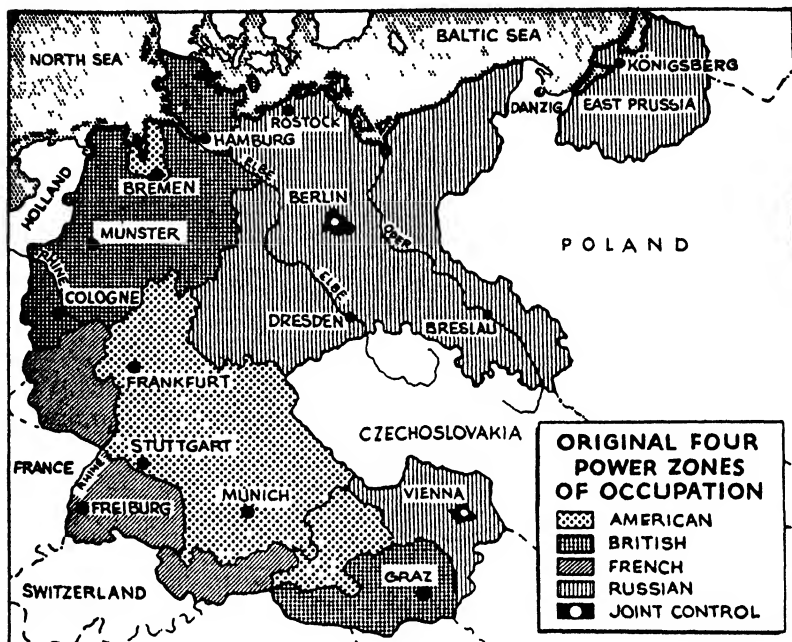 NORTH SEA
BALTIC SEA
KÖNIGSBERG
DANZIG
EAST PRUSSIA
ROSTOCK
HAMBURG
ELBE
BREMEN
HOLLAND
BERLIN
MUNSTER
ODER
POLAND
RHINE
COLOGNE
ELBE
DRESDEN
BRESLAU
FRANKFURT
CZECHOSLOVAKIA
FRANCE
STUTTGART
RHINE
FREIBURG
MUNICH
VIENNA
SWITZERLAND
GRAZ
ORIGINAL FOUR
POWER ZONES
OF OCCUPATION
AMERICAN
BRITISH
FRENCH
RUSSIAN
JOINT CONTROL